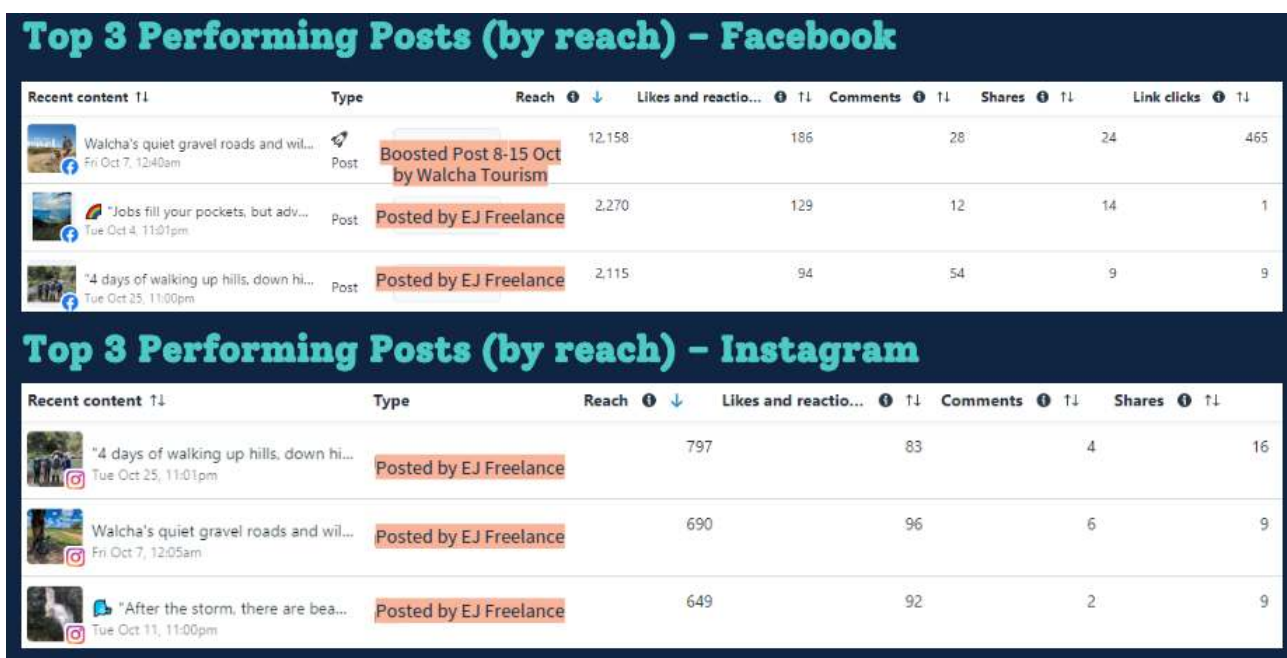 Top 3 Performing Posts (by reach) – Facebook
Recent content ↑↓ Type Reach ↓ Likes and reactio... ↑↓ Comments ↑↓ Shares ↑↓ Link clicks ↑↓
Walcha's quiet gravel roads and wil... 12,158 186 28 24 465
Fri Oct 7, 12:40am Post Boosted Post 8-15 Oct
by Walcha Tourism
"Jobs fill your pockets, but adv... Post Posted by EJ Freelance 2,270 129 12 14 1
Tue Oct 4, 11:01pm
"4 days of walking up hills, down hi... Post Posted by EJ Freelance 2,115 94 54 9 9
Tue Oct 25, 11:00pm
Top 3 Performing Posts (by reach) – Instagram
Recent content ↑↓ Type Reach ↓ Likes and reactio... ↑↓ Comments ↑↓ Shares ↑↓
"4 days of walking up hills, down hi... Posted by EJ Freelance 797 83 4 16
Tue Oct 25, 11:01pm
Walcha's quiet gravel roads and wil... Posted by EJ Freelance 690 96 6 9
Fri Oct 7, 12:05am
"After the storm, there are bea... Posted by EJ Freelance 649 92 2 9
Tue Oct 11, 11:00pm